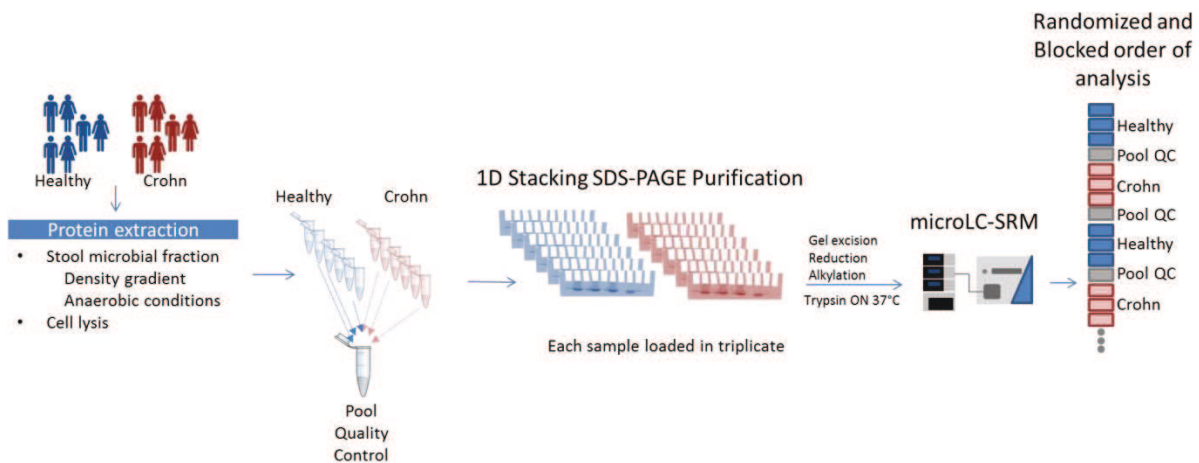 Healthy
Crohn
Protein extraction
• Stool microbial fraction
Density gradient
Anaerobic conditions
• Cell lysis
Healthy
Crohn
Pool
Quality
Control
1D Stacking SDS-PAGE Purification
Each sample loaded in triplicate
Gel excision
Reduction
Alkylation
Trypsin ON 37°C
microLC-SRM
Randomized and
Blocked order of
analysis
Healthy
Pool QC
Crohn
Pool QC
Healthy
Pool QC
Crohn